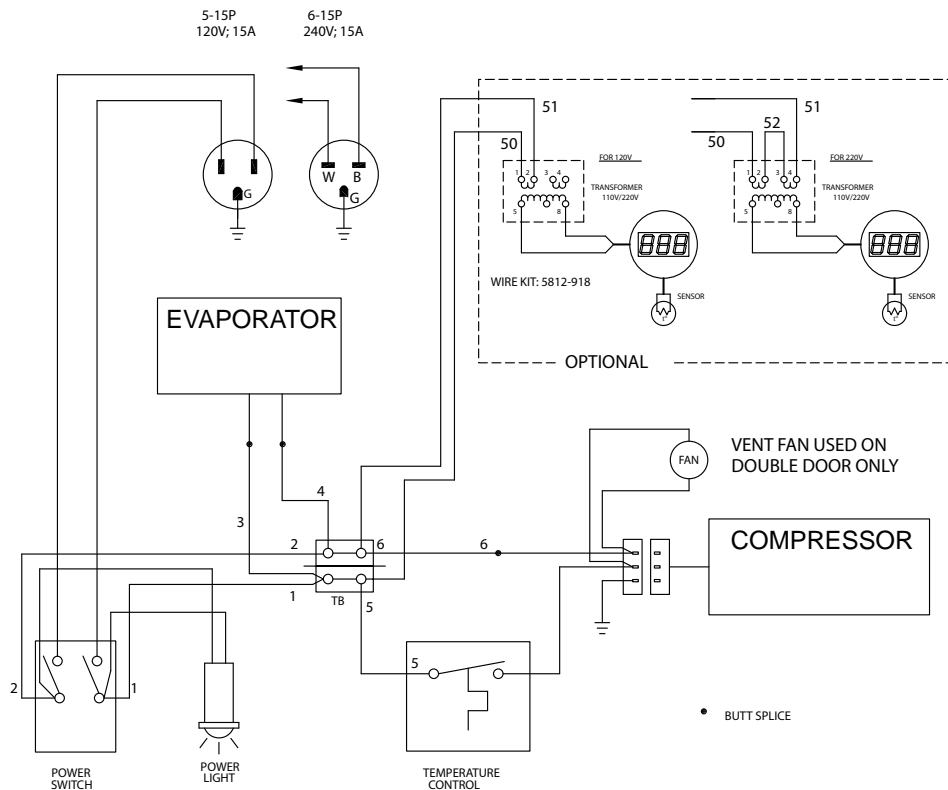 5-15P
120V; 15A
6-15P
240V; 15A
W
B
G
G
51
50
51
52
50
FOR 120V
FOR 220V
1 2 3 4
1 2 3 4
TRANSFORMER
110V/220V
TRANSFORMER
110V/220V
5 8
5 8
888
888
WIRE KIT: 5812-918
SENSOR
SENSOR
t°
t°
OPTIONAL
EVAPORATOR
FAN
VENT FAN USED ON
DOUBLE DOOR ONLY
4
3
2
6
6
COMPRESSOR
1
TB
5
5
2
1
BUTT SPLICE
POWER
SWITCH
POWER
LIGHT
TEMPERATURE
CONTROL